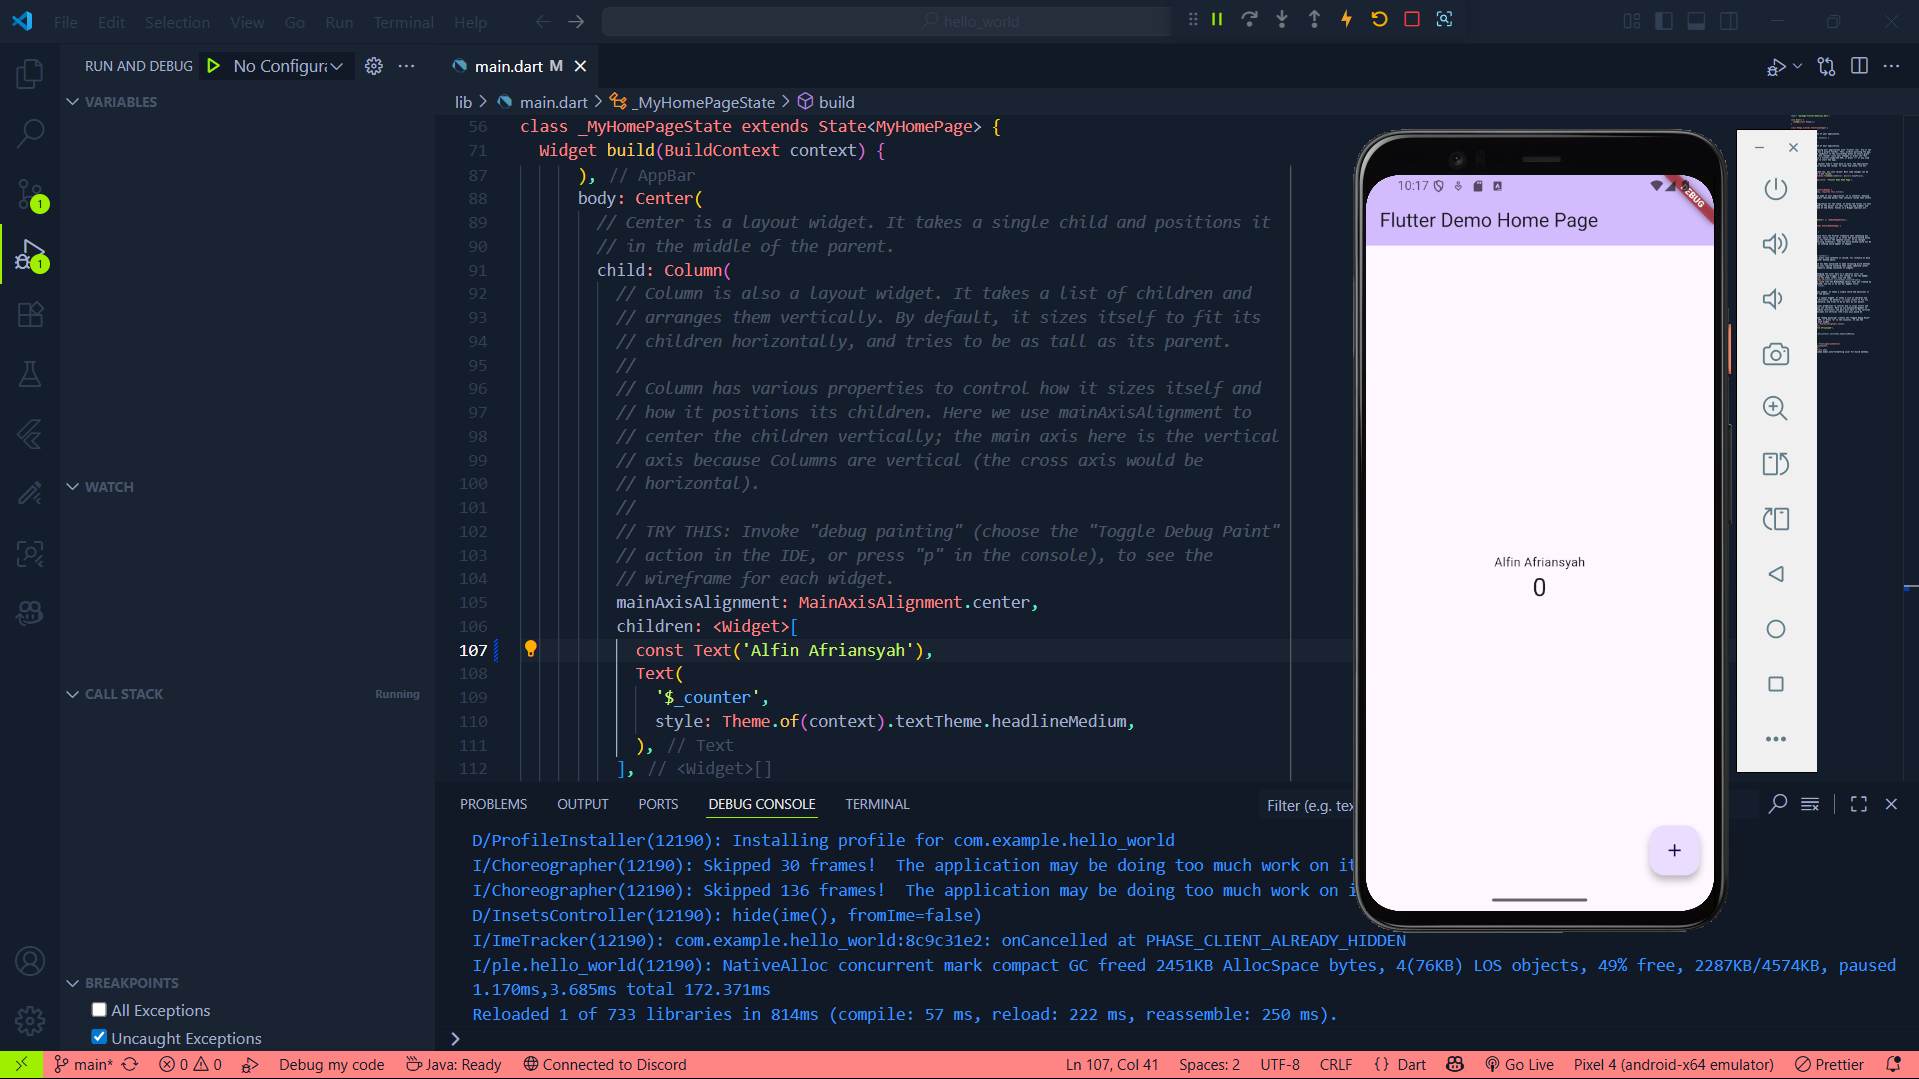 File Edit Selection View Go Run Terminal Help
hello_world
RUN AND DEBUG
No Configur
main.dart M
VARIABLES
WATCH
CALL STACK
Running
BREAKPOINTS
All Exceptions
Uncaught Exceptions
1
1
lib > main.dart > _MyHomePageState > build
56 class _MyHomePageState extends State<MyHomePage> {
71 Widget build(BuildContext context) {
87 ), // AppBar
88 body: Center(
89 // Center is a layout widget. It takes a single child and positions it
90 // in the middle of the parent.
91 child: Column(
92 // Column is also a layout widget. It takes a list of children and
93 // arranges them vertically. By default, it sizes itself to fit its
94 // children horizontally, and tries to be as tall as its parent.
95 //
96 // Column has various properties to control how it sizes itself and
97 // how it positions its children. Here we use mainAxisAlignment to
98 // center the children vertically; the main axis here is the vertical
99 // axis because Columns are vertical (the cross axis would be
100 // horizontal).
101 //
102 // TRY THIS: Invoke "debug painting" (choose the "Toggle Debug Paint"
103 // action in the IDE, or press "p" in the console), to see the
104 // wireframe for each widget.
105 mainAxisAlignment: MainAxisAlignment.center,
106 children: <Widget>[
107 const Text('Alfin Afriansyah'),
108 Text(
109 '$_counter',
110 style: Theme.of(context).textTheme.headlineMedium,
111 ), // Text
112 ], // <Widget>[]
10:17
DEBUG
Flutter Demo Home Page
Alfin Afriansyah
0
+
PROBLEMS OUTPUT PORTS DEBUG CONSOLE TERMINAL
Filter (e.g. tex
D/ProfileInstaller(12190): Installing profile for com.example.hello_world
I/Choreographer(12190): Skipped 30 frames! The application may be doing too much work on it
I/Choreographer(12190): Skipped 136 frames! The application may be doing too much work on i
D/InsetsController(12190): hide(ime(), fromIme=false)
I/ImeTracker(12190): com.example.hello_world:8c9c31e2: onCancelled at PHASE_CLIENT_ALREADY_HIDDEN
I/ple.hello_world(12190): NativeAlloc concurrent mark compact GC freed 2451KB AllocSpace bytes, 4(76KB) LOS objects, 49% free, 2287KB/4574KB, paused
1.170ms,3.685ms total 172.371ms
Reloaded 1 of 733 libraries in 814ms (compile: 57 ms, reload: 222 ms, reassemble: 250 ms).
main* 0 0 Debug my code Java: Ready Connected to Discord Ln 107, Col 41 Spaces: 2 UTF-8 CRLF {} Dart Go Live Pixel 4 (android-x64 emulator) Prettier